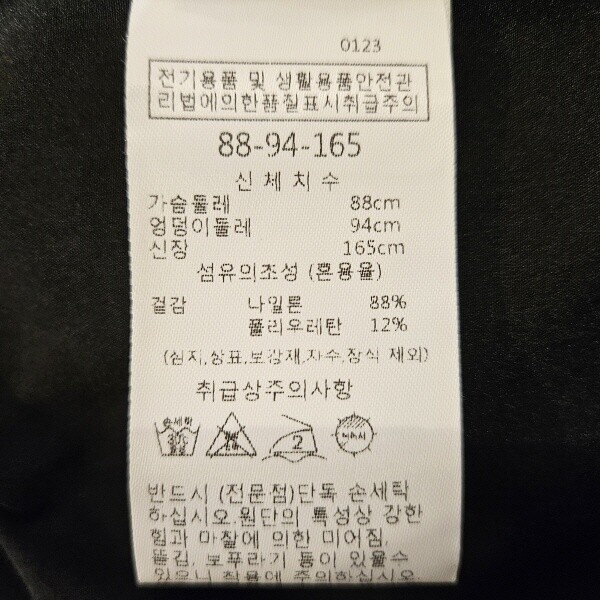 0123
전기용품 및 생활용품안전관
리법에의한품질표시취급주의
88-94-165
신체치수
가슴둘레 88cm
엉덩이둘레 94cm
신장 165cm
섬유의조성 (혼용율)
겉감 나일론 88%
폴리우레탄 12%
(심지,상표,보강재,자수,장식 제외)
취급상주의사항
손세탁 30℃ 2
반드시 (전문점)단독 손세탁
하십시오.원단의 특성상 강한
힘과 마찰에 의한 미어짐,
뜯김, 보푸라기 등이 있을수
있으니 착용에 주의하십시오